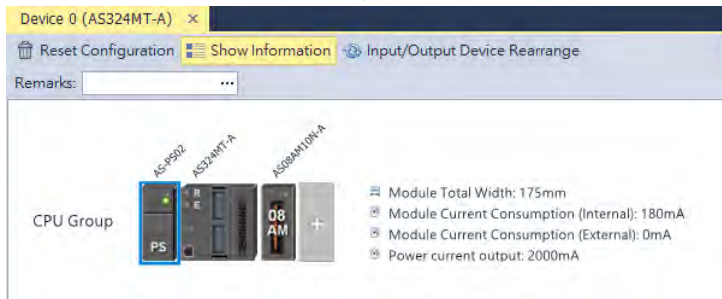 Device 0 (AS324MT-A) ×
Reset Configuration Show Information Input/Output Device Rearrange
Remarks: ...
AS-PS02 AS324MT-A AS08AM10N-A
CPU Group
R
E
PS
08
AM
+
Module Total Width: 175mm
Module Current Consumption (Internal): 180mA
Module Current Consumption (External): 0mA
Power current output: 2000mA